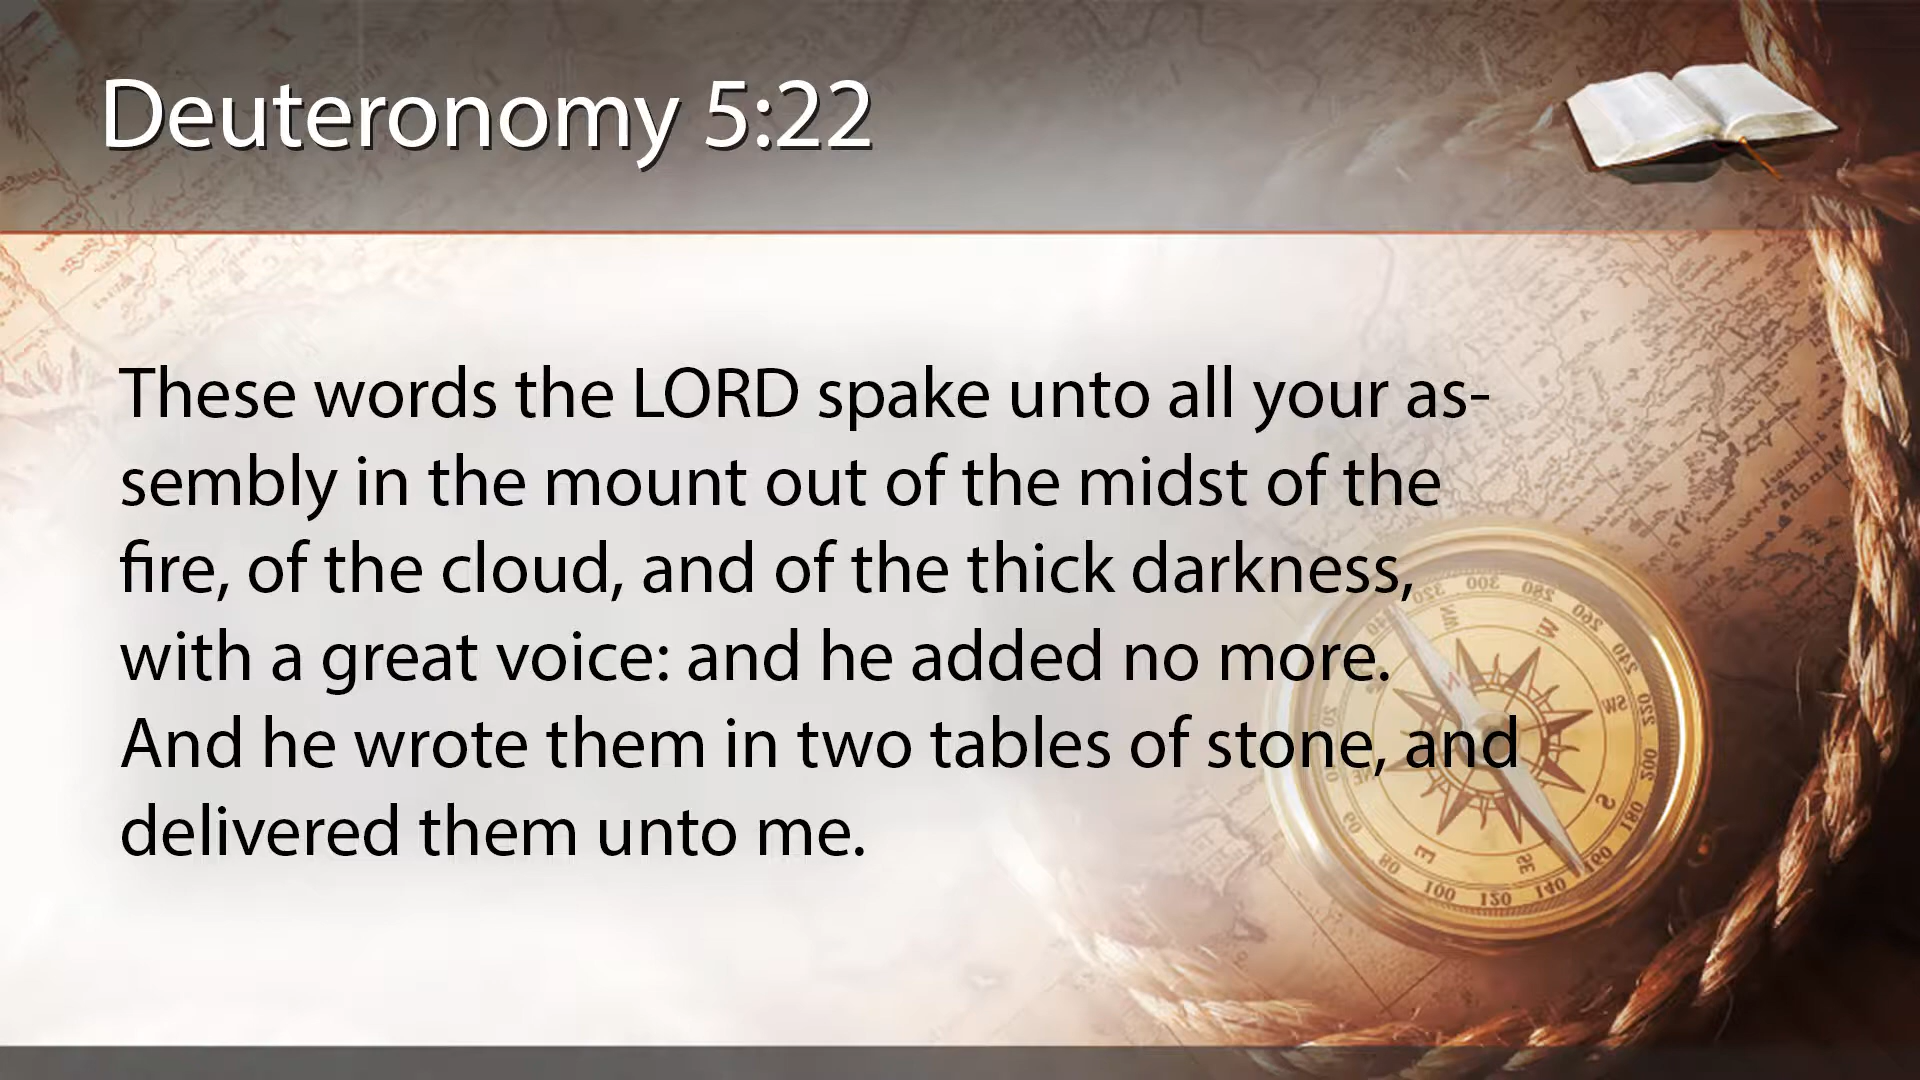 Deuteronomy 5:22
These words the LORD spake unto all your as-
sembly in the mount out of the midst of the
fire, of the cloud, and of the thick darkness,
with a great voice: and he added no more.
And he wrote them in two tables of stone, and
delivered them unto me.